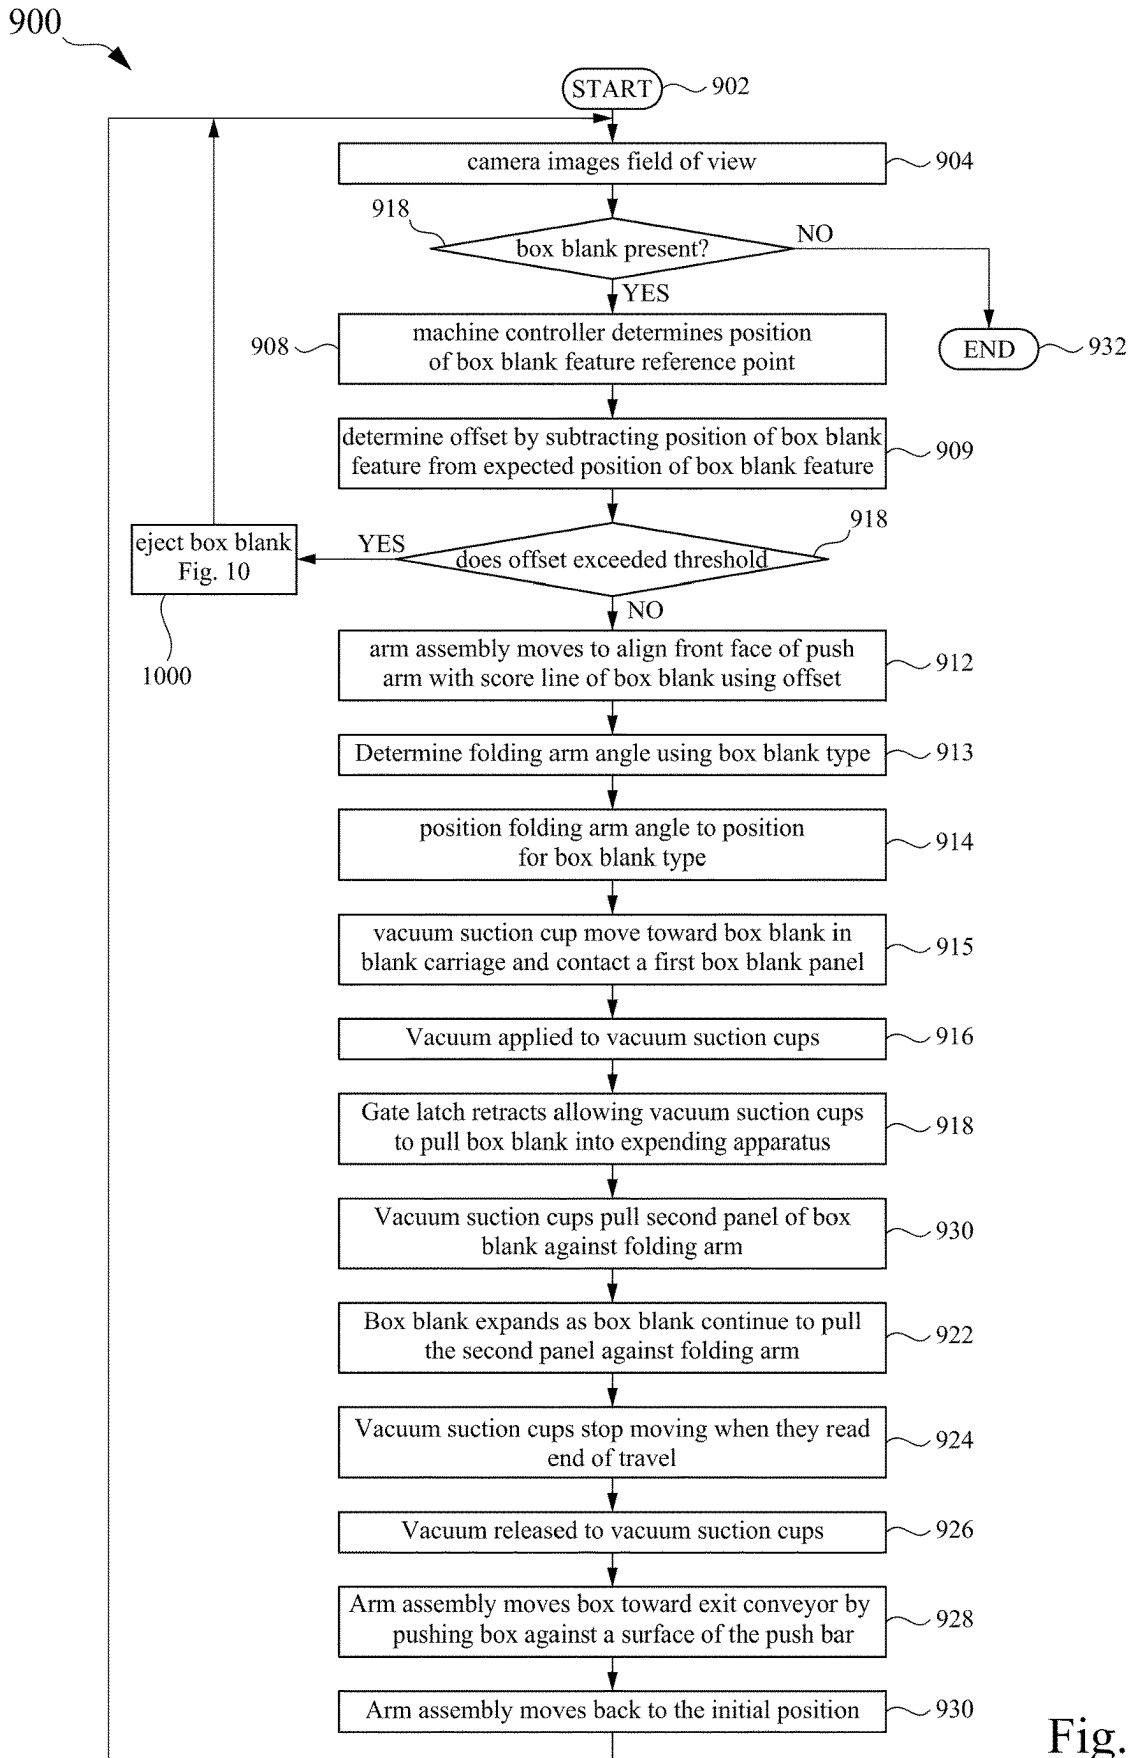 900
START
902
camera images field of view
904
918
box blank present?
NO
YES
machine controller determines position
of box blank feature reference point
908
END
932
determine offset by subtracting position of box blank
feature from expected position of box blank feature
909
918
does offset exceeded threshold
YES
eject box blank
Fig. 10
1000
NO
arm assembly moves to align front face of push
arm with score line of box blank using offset
912
Determine folding arm angle using box blank type
913
position folding arm angle to position
for box blank type
914
vacuum suction cup move toward box blank in
blank carriage and contact a first box blank panel
915
Vacuum applied to vacuum suction cups
916
Gate latch retracts allowing vacuum suction cups
to pull box blank into expending apparatus
918
Vacuum suction cups pull second panel of box
blank against folding arm
930
Box blank expands as box blank continue to pull
the second panel against folding arm
922
Vacuum suction cups stop moving when they read
end of travel
924
Vacuum released to vacuum suction cups
926
Arm assembly moves box toward exit conveyor by
pushing box against a surface of the push bar
928
Arm assembly moves back to the initial position
930
Fig.